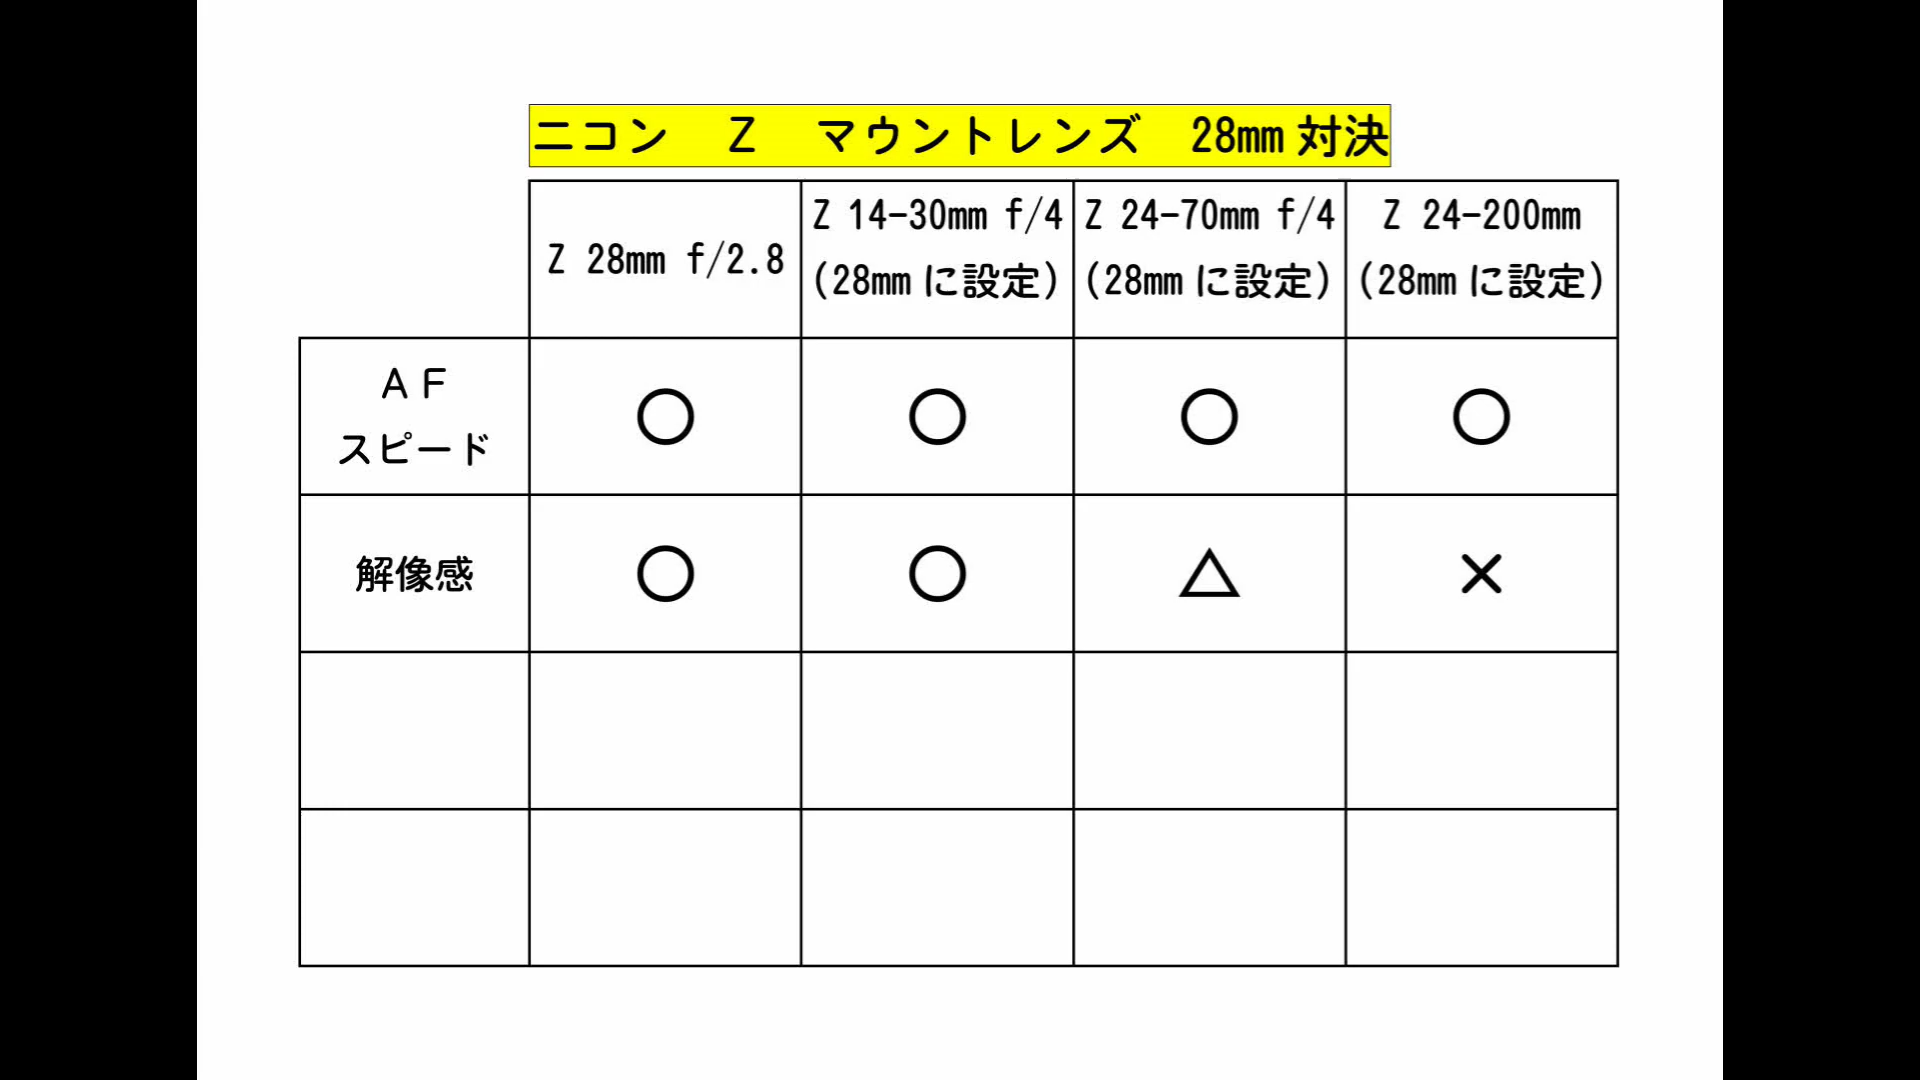 ニコン　Ｚ　マウントレンズ　28mm 対決
Z 28mm f/2.8
Z 14-30mm f/4
(28mm に設定)
Z 24-70mm f/4
(28mm に設定)
Z 24-200mm
(28mm に設定)
ＡＦ
スピード
○ ○ ○ ○
解像感
○ ○ △ ×